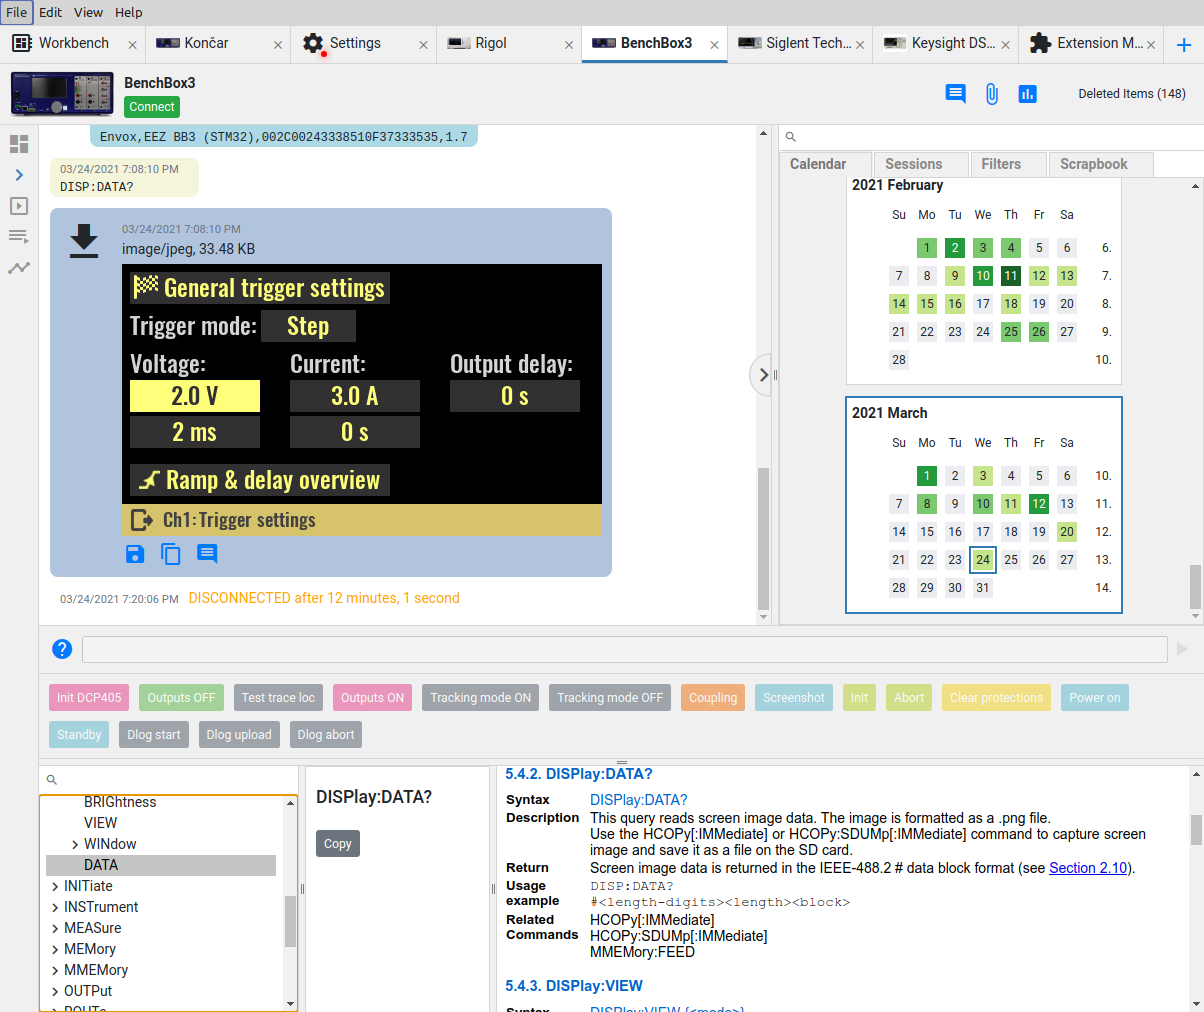 File Edit View Help
Workbench × Končar × Settings × Rigol × BenchBox3 × Siglent Tech... × Keysight DS... × Extension M... × +
BenchBox3
Connect
Deleted Items (148)
Envox,EEZ BB3 (STM32),002C00243338510F37333535,1.7
03/24/2021 7:08:10 PM
DISP:DATA?
03/24/2021 7:08:10 PM
image/jpeg, 33.48 KB
General trigger settings
Trigger mode: Step
Voltage: Current: Output delay:
2.0 V 3.0 A 0 s
2 ms 0 s
Ramp & delay overview
Ch1: Trigger settings
03/24/2021 7:20:06 PM DISCONNECTED after 12 minutes, 1 second
Calendar Sessions Filters Scrapbook
2021 February
Su Mo Tu We Th Fr Sa
1 2 3 4 5 6 6.
7 8 9 10 11 12 13 7.
14 15 16 17 18 19 20 8.
21 22 23 24 25 26 27 9.
28 10.
2021 March
Su Mo Tu We Th Fr Sa
1 2 3 4 5 6 10.
7 8 9 10 11 12 13 11.
14 15 16 17 18 19 20 12.
21 22 23 24 25 26 27 13.
28 29 30 31 14.
?
Init DCP405 Outputs OFF Test trace loc Outputs ON Tracking mode ON Tracking mode OFF Coupling Screenshot Init Abort Clear protections Power on
Standby Dlog start Dlog upload Dlog abort
BRIGhtness
VIEW
WINdow
DATA
INITiate
INSTrument
MEASure
MEMory
MMEMory
OUTPut
ROUTe
DISPlay:DATA?
Copy
5.4.2. DISPlay:DATA?
Syntax DISPlay:DATA?
Description This query reads screen image data. The image is formatted as a .png file.
Use the HCOPy[:IMMediate] or HCOPy:SDUMp[:IMMediate] command to capture screen
image and save it as a file on the SD card.
Return Screen image data is returned in the IEEE-488.2 # data block format (see Section 2.10).
Usage DISP:DATA?
example #<length-digits><length><block>
Related HCOPy[:IMMediate]
Commands HCOPy:SDUMp[:IMMediate]
MMEMory:FEED
5.4.3. DISPlay:VIEW
Syntax DISPlay:VIEW {<mode>}